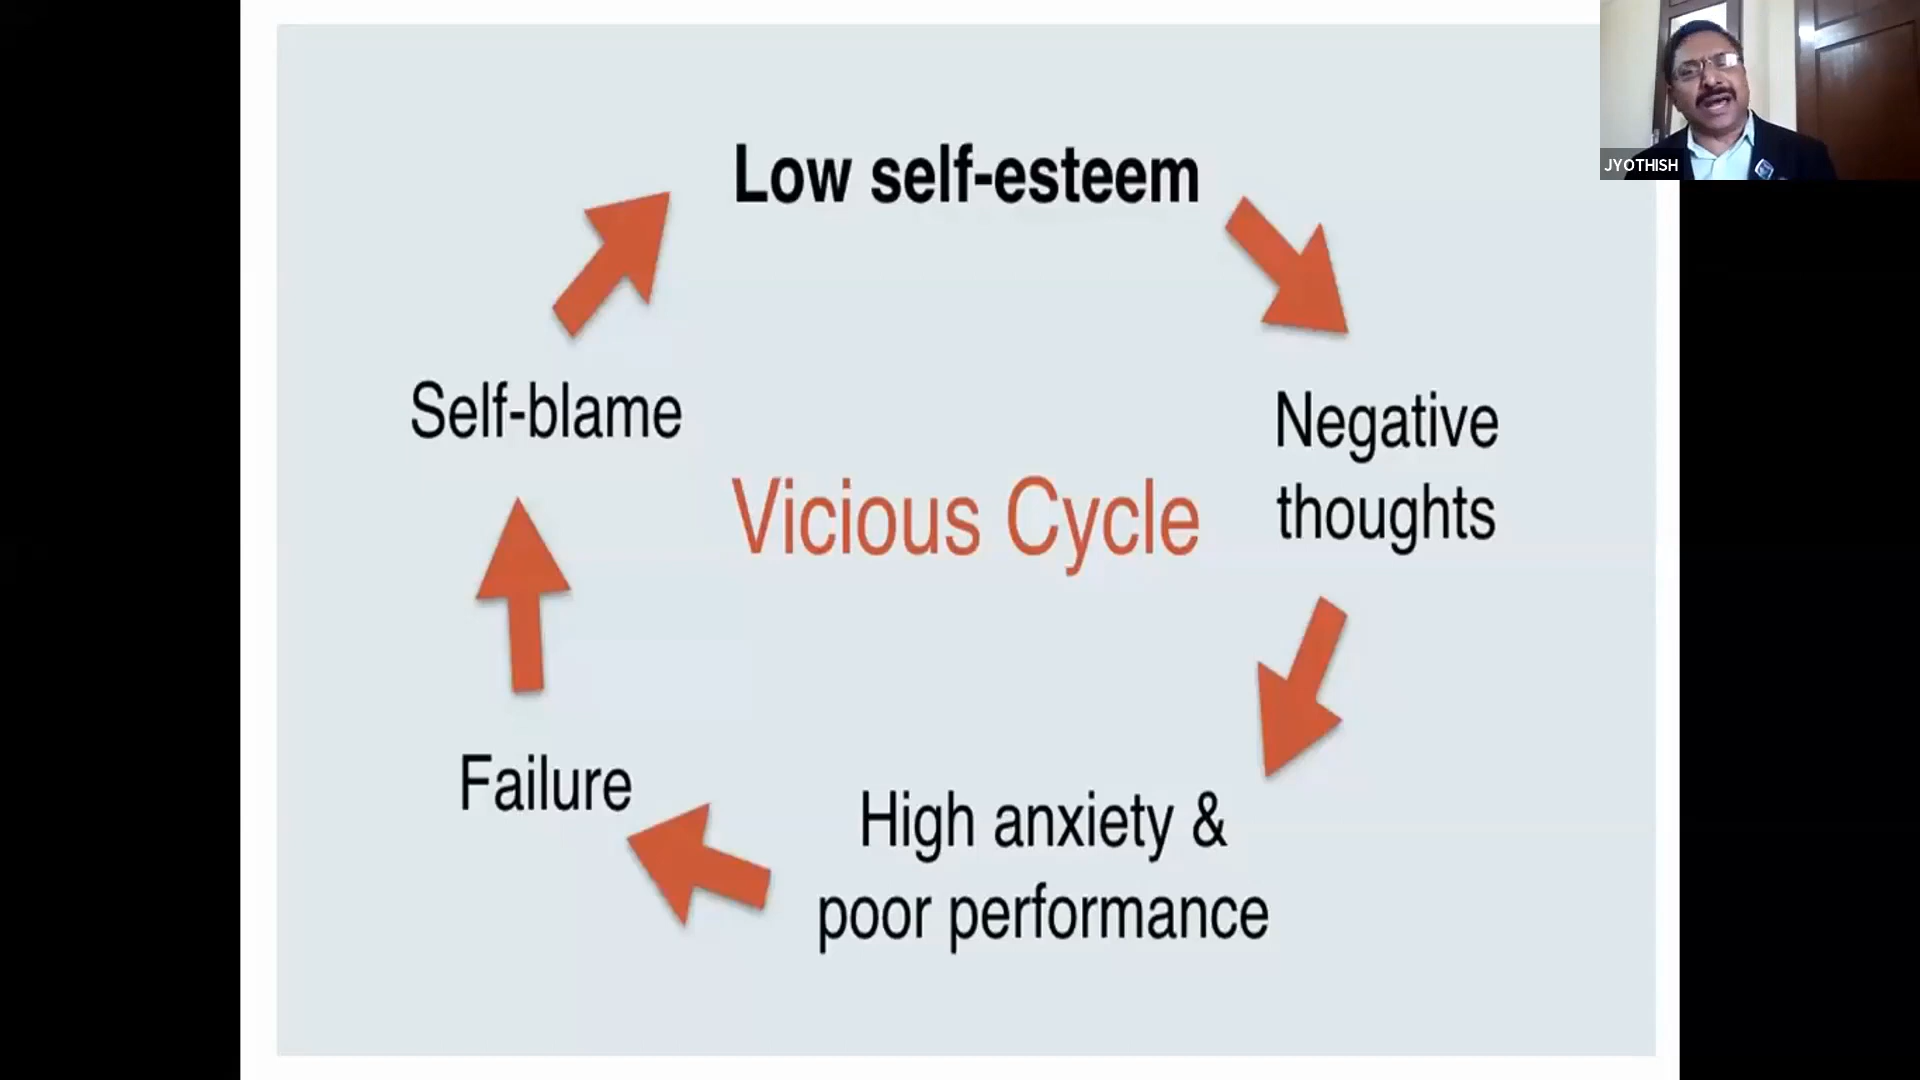 JYOTHISH
Low self-esteem
Self-blame
Negative
thoughts
Vicious Cycle
Failure
High anxiety &
poor performance